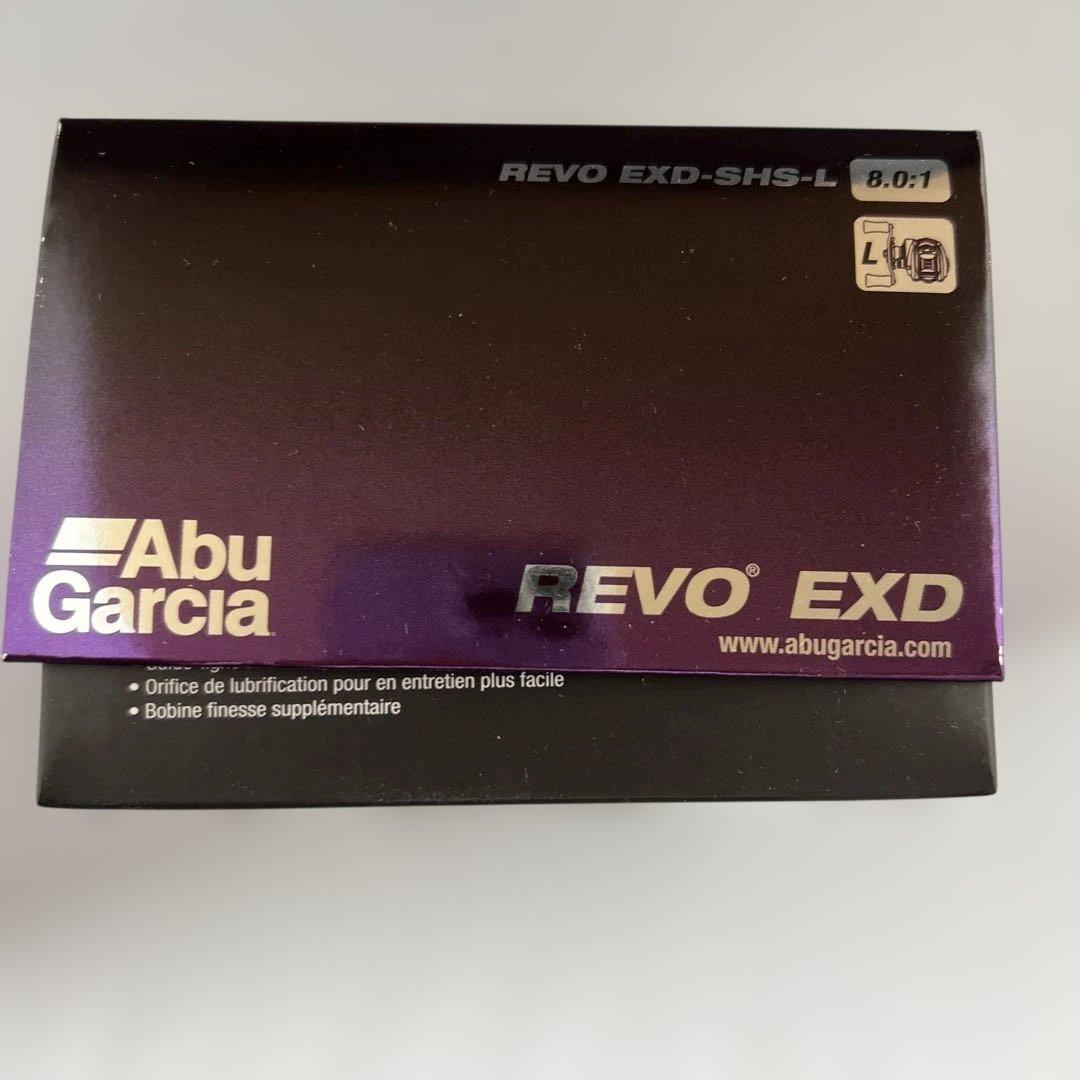 REVO EXD-SHS-L 8.0:1
L
Abu
Garcia
REVO® EXD
www.abugarcia.com
• Orifice de lubrification pour en entretien plus facile
• Bobine finesse supplémentaire